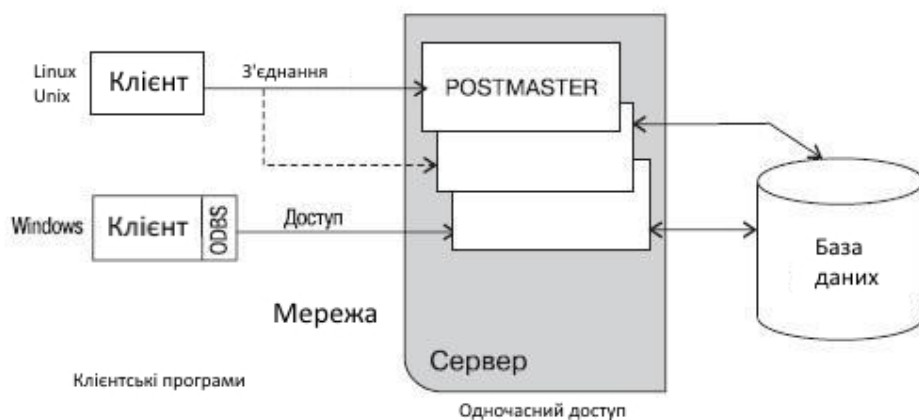 Linux
Unix
Клієнт
З'єднання
POSTMASTER
Windows
Клієнт
ODBS
Доступ
База
даних
Мережа
Сервер
Клієнтські програми
Одночасний доступ